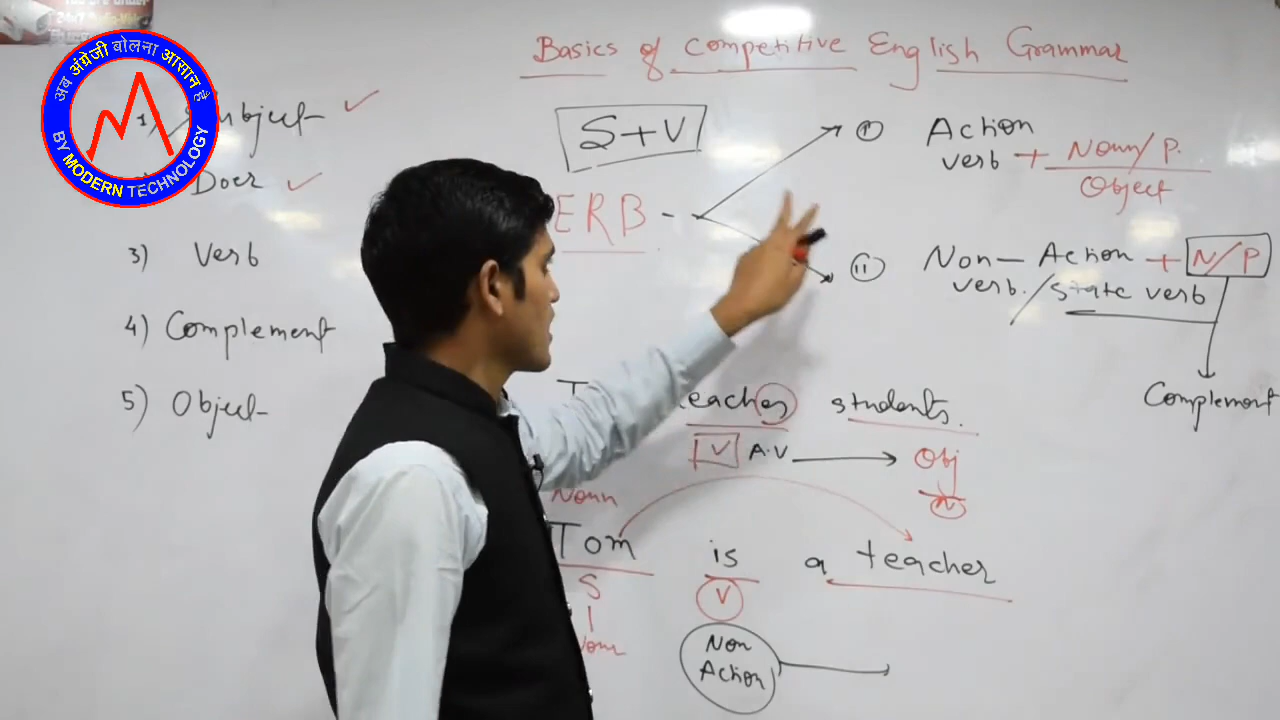 अब अंग्रेजी बोलना आसान है
BY MODERN TECHNOLOGY
Basics of Competitive English Grammar
1) Subject ✓
Doer ✓
3) Verb
4) Complement
5) Object
S+V
ERB -
(i) Action
verb + Noun/P.
Object
(ii) Non-Action + N/P
verb./state verb
Complement
teaches students.
V A.V → Obj
N
Noun
Tom is a teacher
S V
Noun
Non
Action